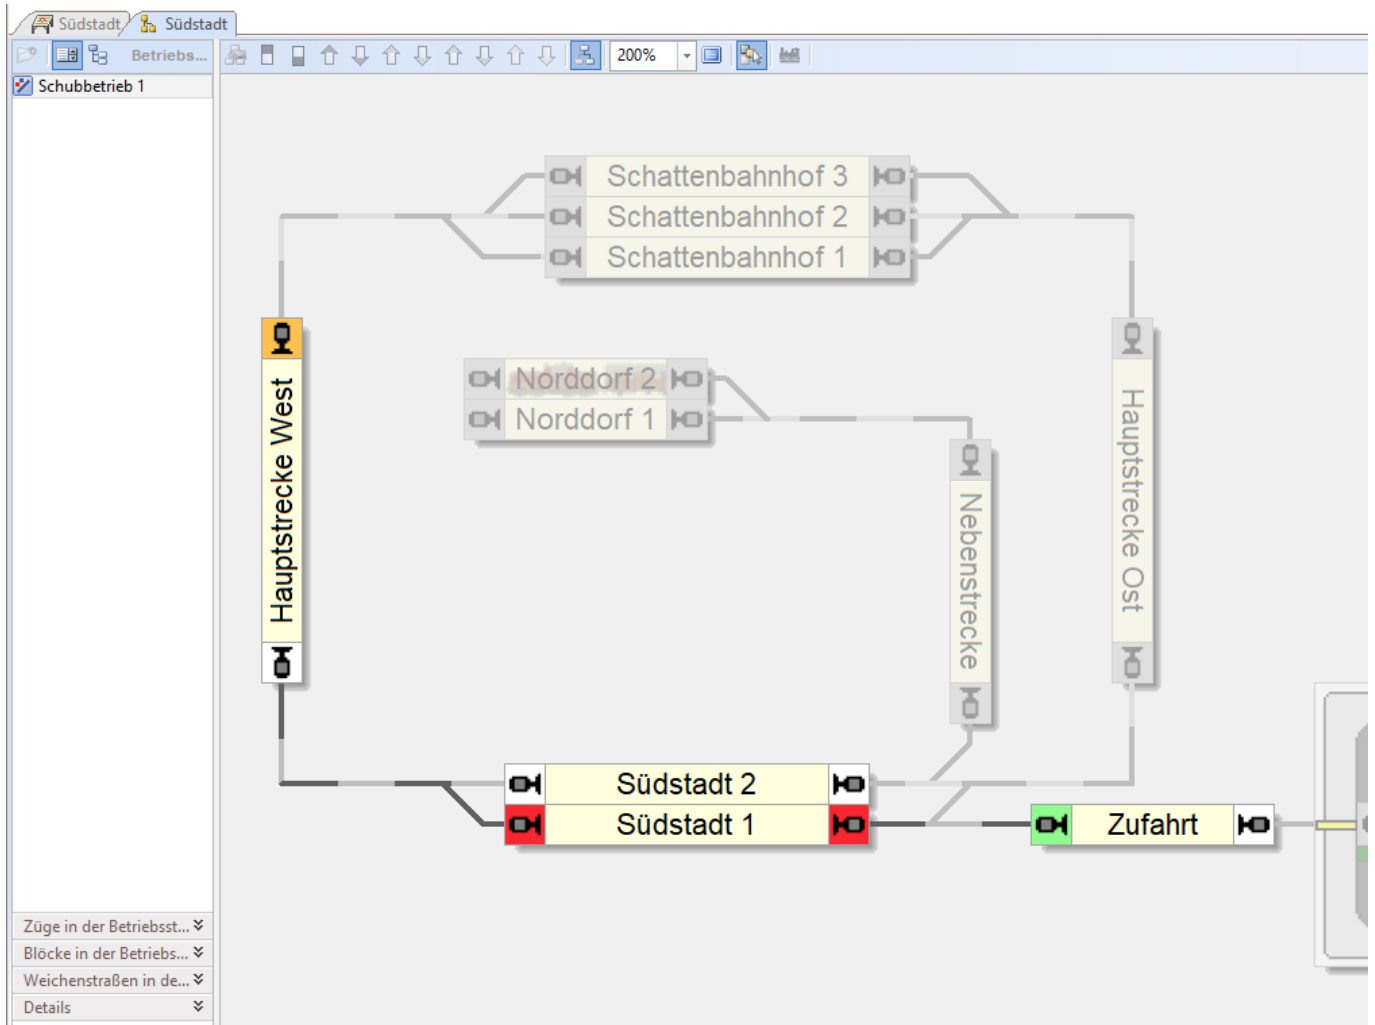 Südstadt
Südstadt
Betriebs...
200%
Schubbetrieb 1
Schattenbahnhof 3
Schattenbahnhof 2
Schattenbahnhof 1
Hauptstrecke West
Norddorf 2
Norddorf 1
Nebenstrecke
Hauptstrecke Ost
Südstadt 2
Südstadt 1
Zufahrt
Züge in der Betriebsst...
Blöcke in der Betriebs...
Weichenstraßen in de...
Details